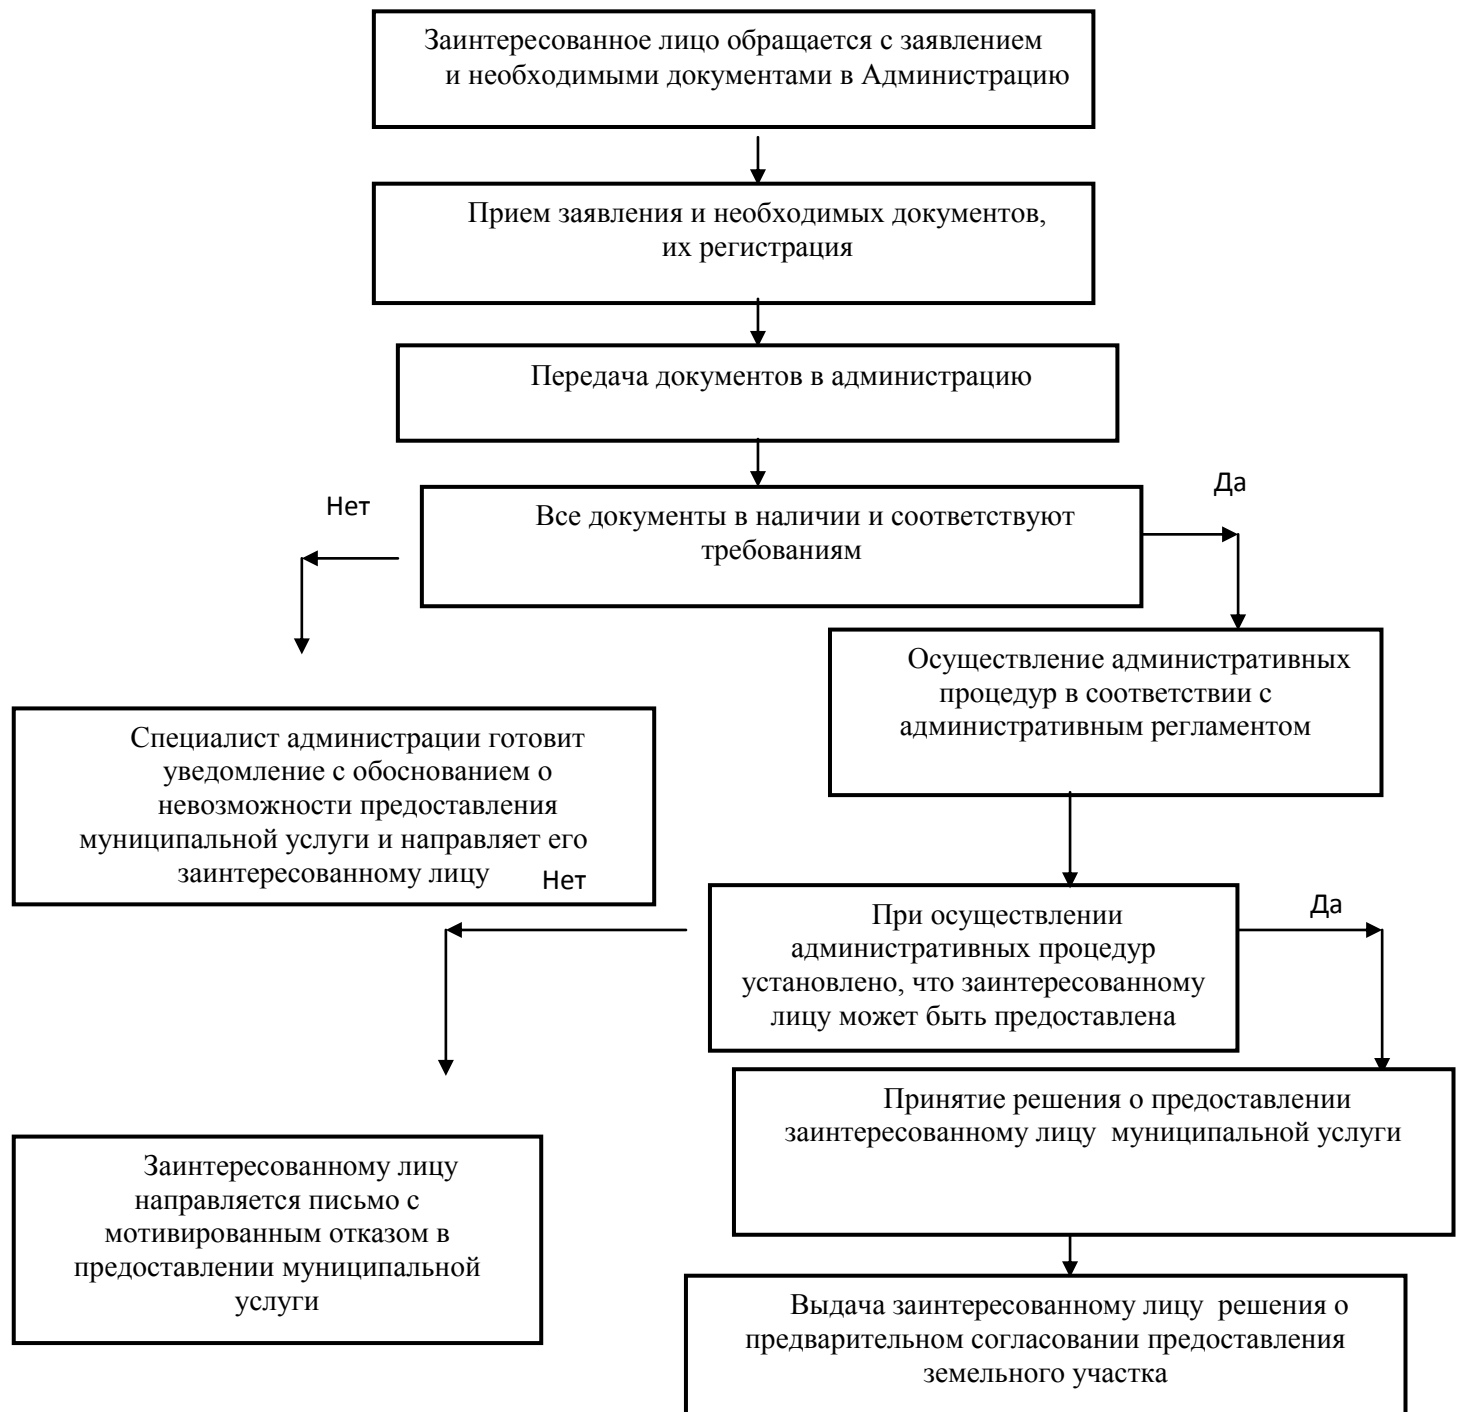 Заинтересованное лицо обращается с заявлением
и необходимыми документами в Администрацию
Прием заявления и необходимых документов,
их регистрация
Передача документов в администрацию
Нет
Да
Все документы в наличии и соответствуют
требованиям
Осуществление административных
процедур в соответствии с
административным регламентом
Специалист администрации готовит
уведомление с обоснованием о
невозможности предоставления
муниципальной услуги и направляет его
заинтересованному лицу
Нет
Да
При осуществлении
административных процедур
установлено, что заинтересованному
лицу может быть предоставлена
Принятие решения о предоставлении
заинтересованному лицу муниципальной услуги
Заинтересованному лицу
направляется письмо с
мотивированным отказом в
предоставлении муниципальной
услуги
Выдача заинтересованному лицу решения о
предварительном согласовании предоставления
земельного участка